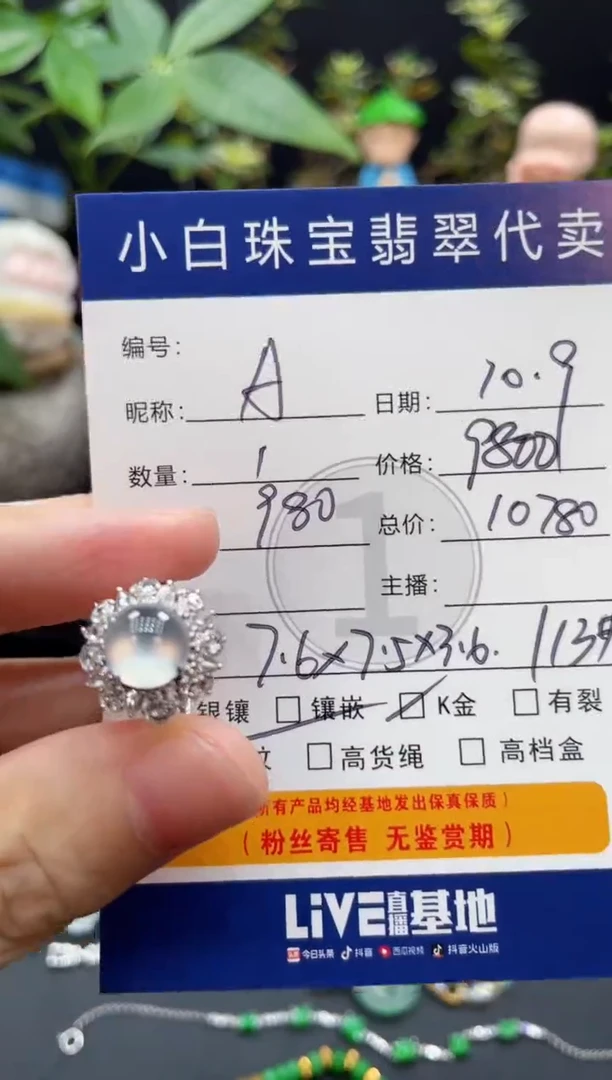 小白珠宝翡翠代卖
编号：
昵称： A 日期： 10.9
数量： 1 价格： 9800
980 总价： 10780
1
主播：
7.6×7.5×3.6.
银镶 镶嵌 K金 有裂
纹 高货绳 高档盒
所有产品均经基地发出保真保质）
（粉丝寄售 无鉴赏期）
LiVE直播基地
头条 今日头条 抖音 西瓜视频 抖音火山版